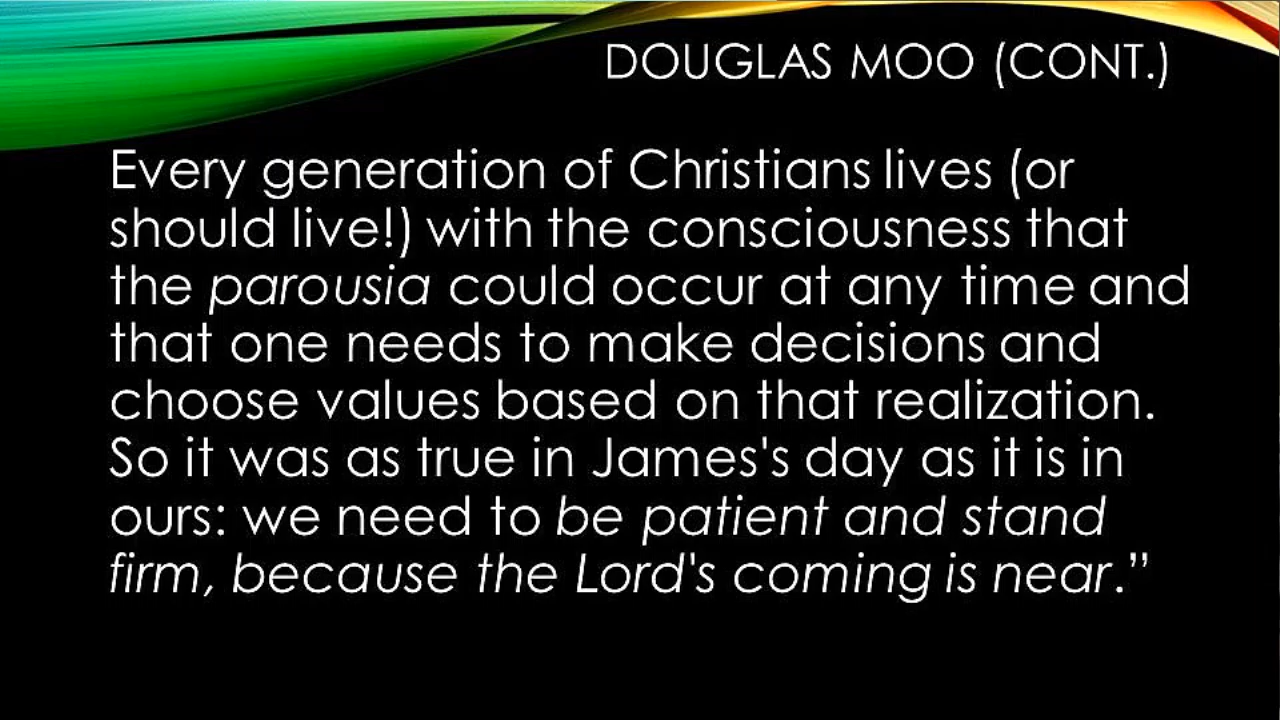 DOUGLAS MOO (CONT.)
Every generation of Christians lives (or
should live!) with the consciousness that
the parousia could occur at any time and
that one needs to make decisions and
choose values based on that realization.
So it was as true in James's day as it is in
ours: we need to be patient and stand
firm, because the Lord's coming is near.”